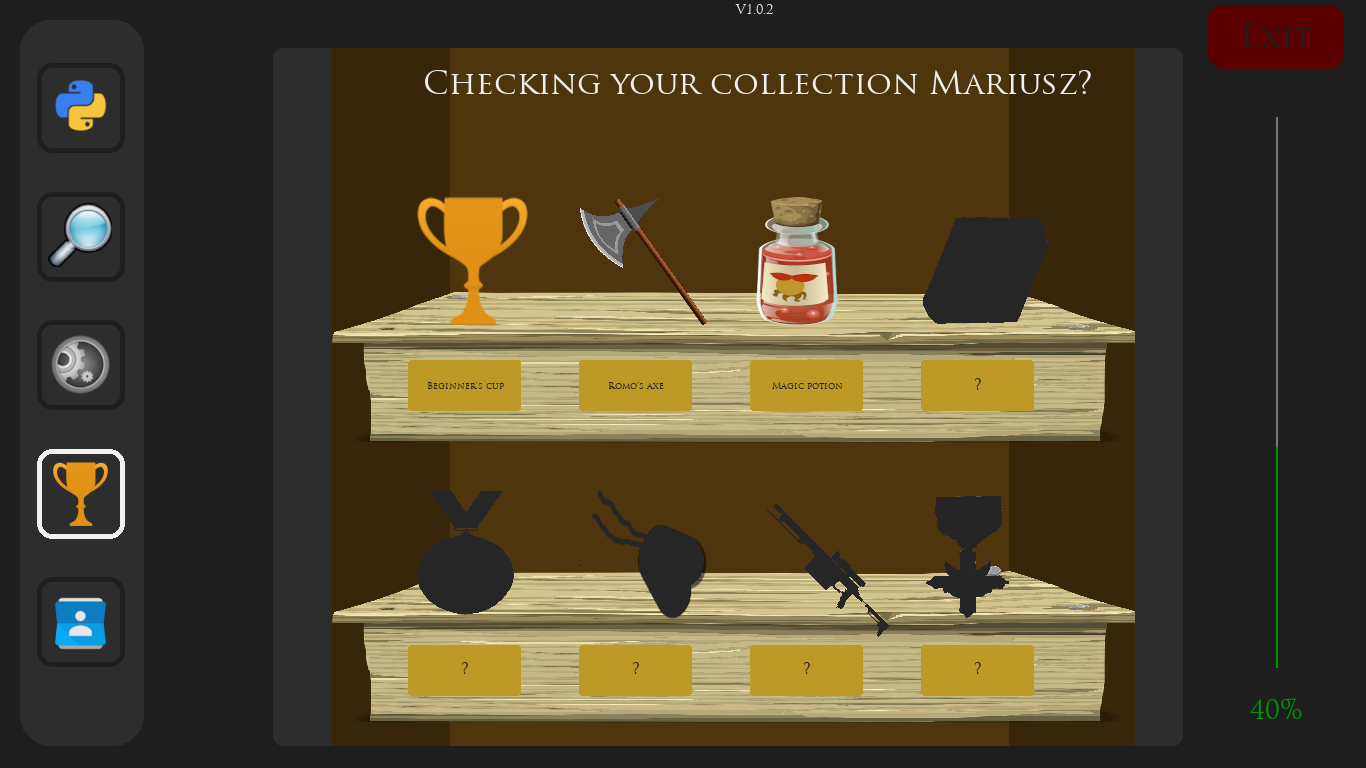 V1.0.2
Exit
Checking your collection Mariusz?
Beginner's cup
Romo's axe
Magic potion
?
?
?
?
?
40%